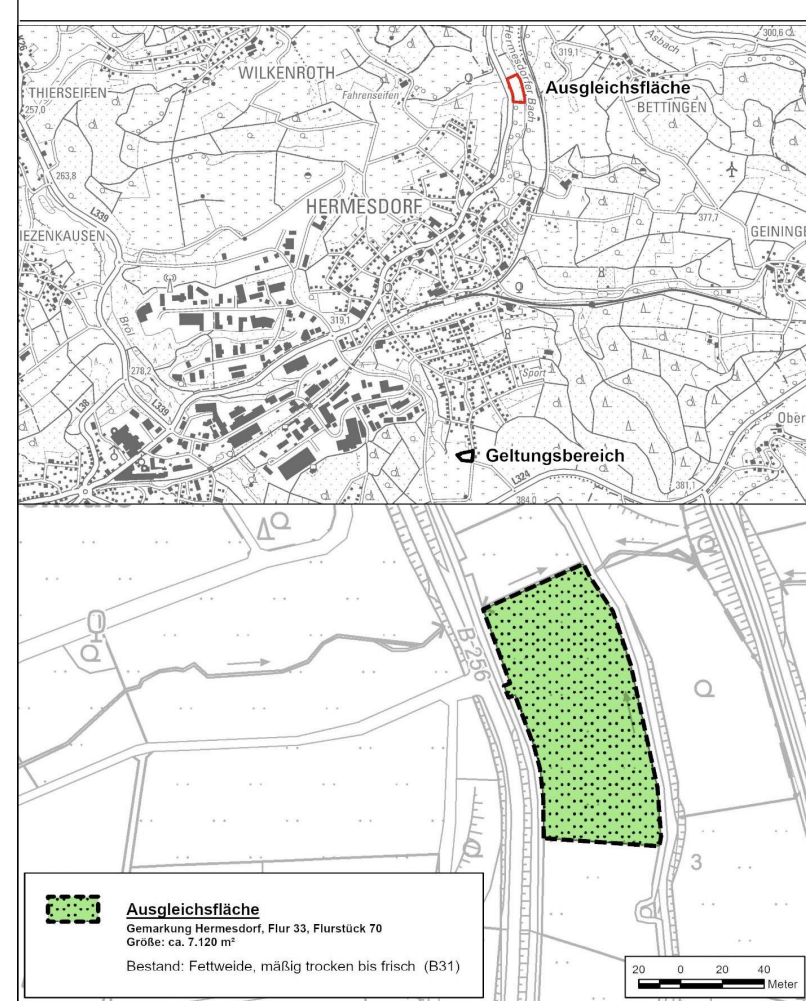 300,6
Asbach
319,1
WILKENROTH
Hermesdorfer Bach
THIERSEIFEN
Fahrenseifen
Ausgleichsfläche
257,0
BETTINGEN
263,8
L339
HERMESDORF
377,7
IEZENKAUSEN
GEININGE
Bröl
319,1
278,2
L339
L38
Spork
Ober
Geltungsbereich
L324
381,1
384,0
B 256
3
Ausgleichsfläche
Gemarkung Hermesdorf, Flur 33, Flurstück 70
Größe: ca. 7.120 m²
Bestand: Fettweide, mäßig trocken bis frisch (B31)
20 0 20 40
Meter